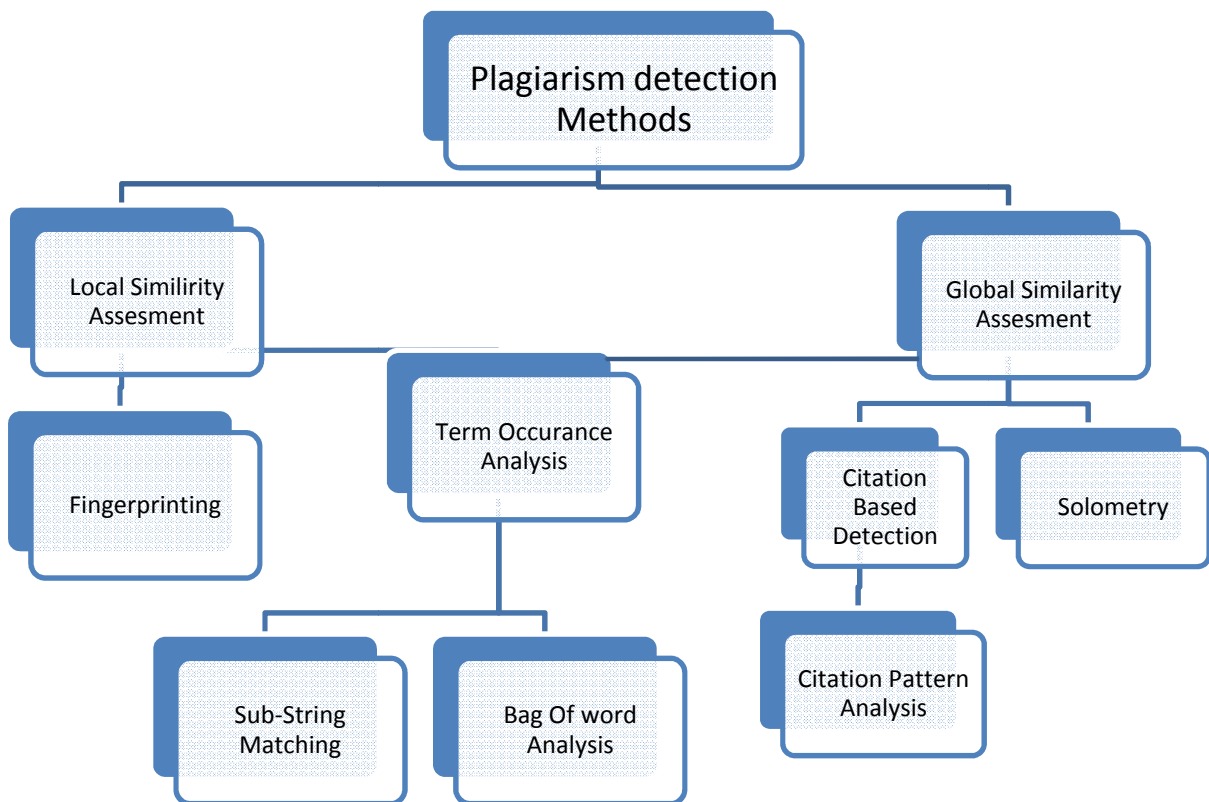 Plagiarism detection
Methods
Local Similirity
Assesment
Global Similarity
Assesment
Term Occurance
Analysis
Fingerprinting
Citation
Based
Detection
Solometry
Sub-String
Matching
Bag Of word
Analysis
Citation Pattern
Analysis